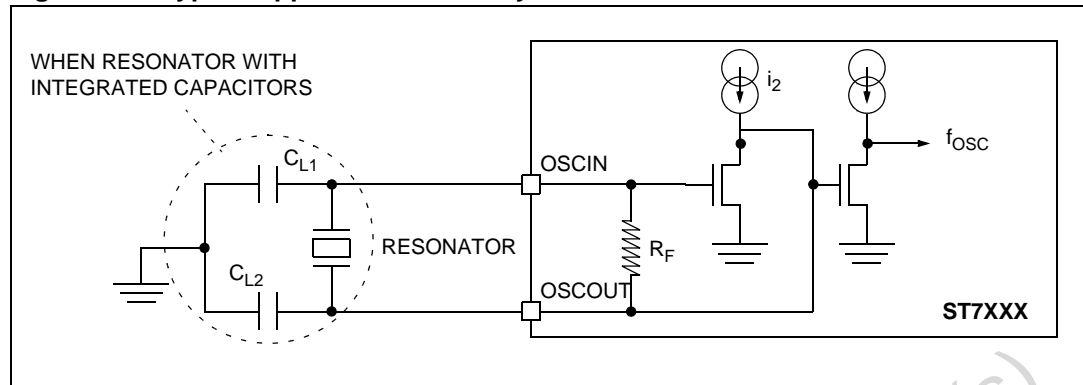 WHEN RESONATOR WITH
INTEGRATED CAPACITORS
i2
fOSC
CL1
OSCIN
RESONATOR
RF
CL2
OSCOUT
ST7XXX